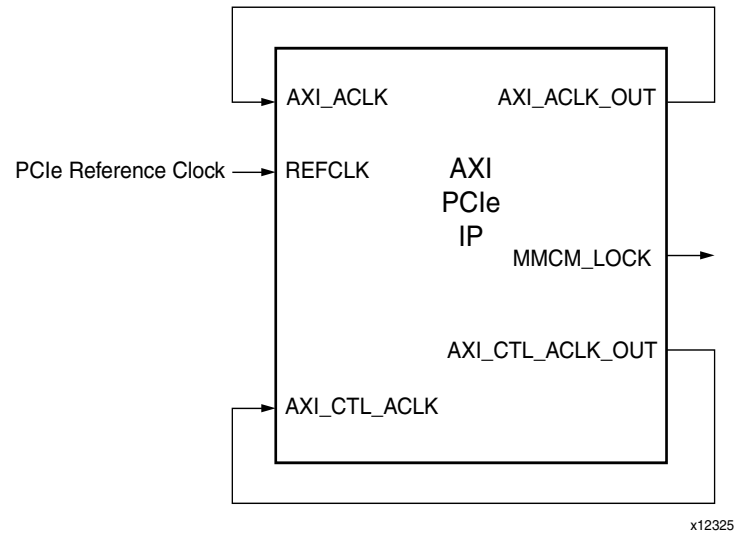 AXI_ACLK
AXI_ACLK_OUT
PCIe Reference Clock
REFCLK
AXI
PCIe
IP
MMCM_LOCK
AXI_CTL_ACLK_OUT
AXI_CTL_ACLK
x12325